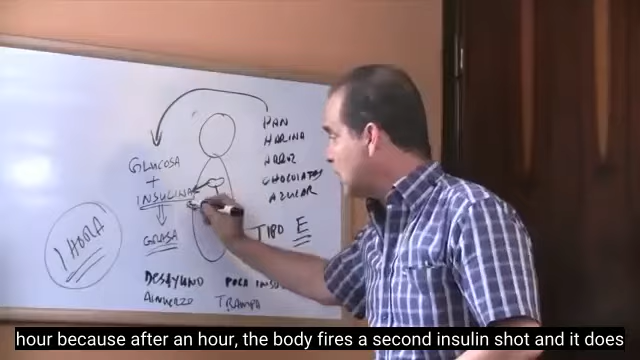 PAN
HARINA
ARROZ
CHOCOLATES
AZUCAR
GLUCOSA
+
INSULINA
GRASA
1 HORA
TIPO E
DESAYUNO
ALMUERZO
POCA INSU
TRAMPA
hour because after an hour, the body fires a second insulin shot and it does